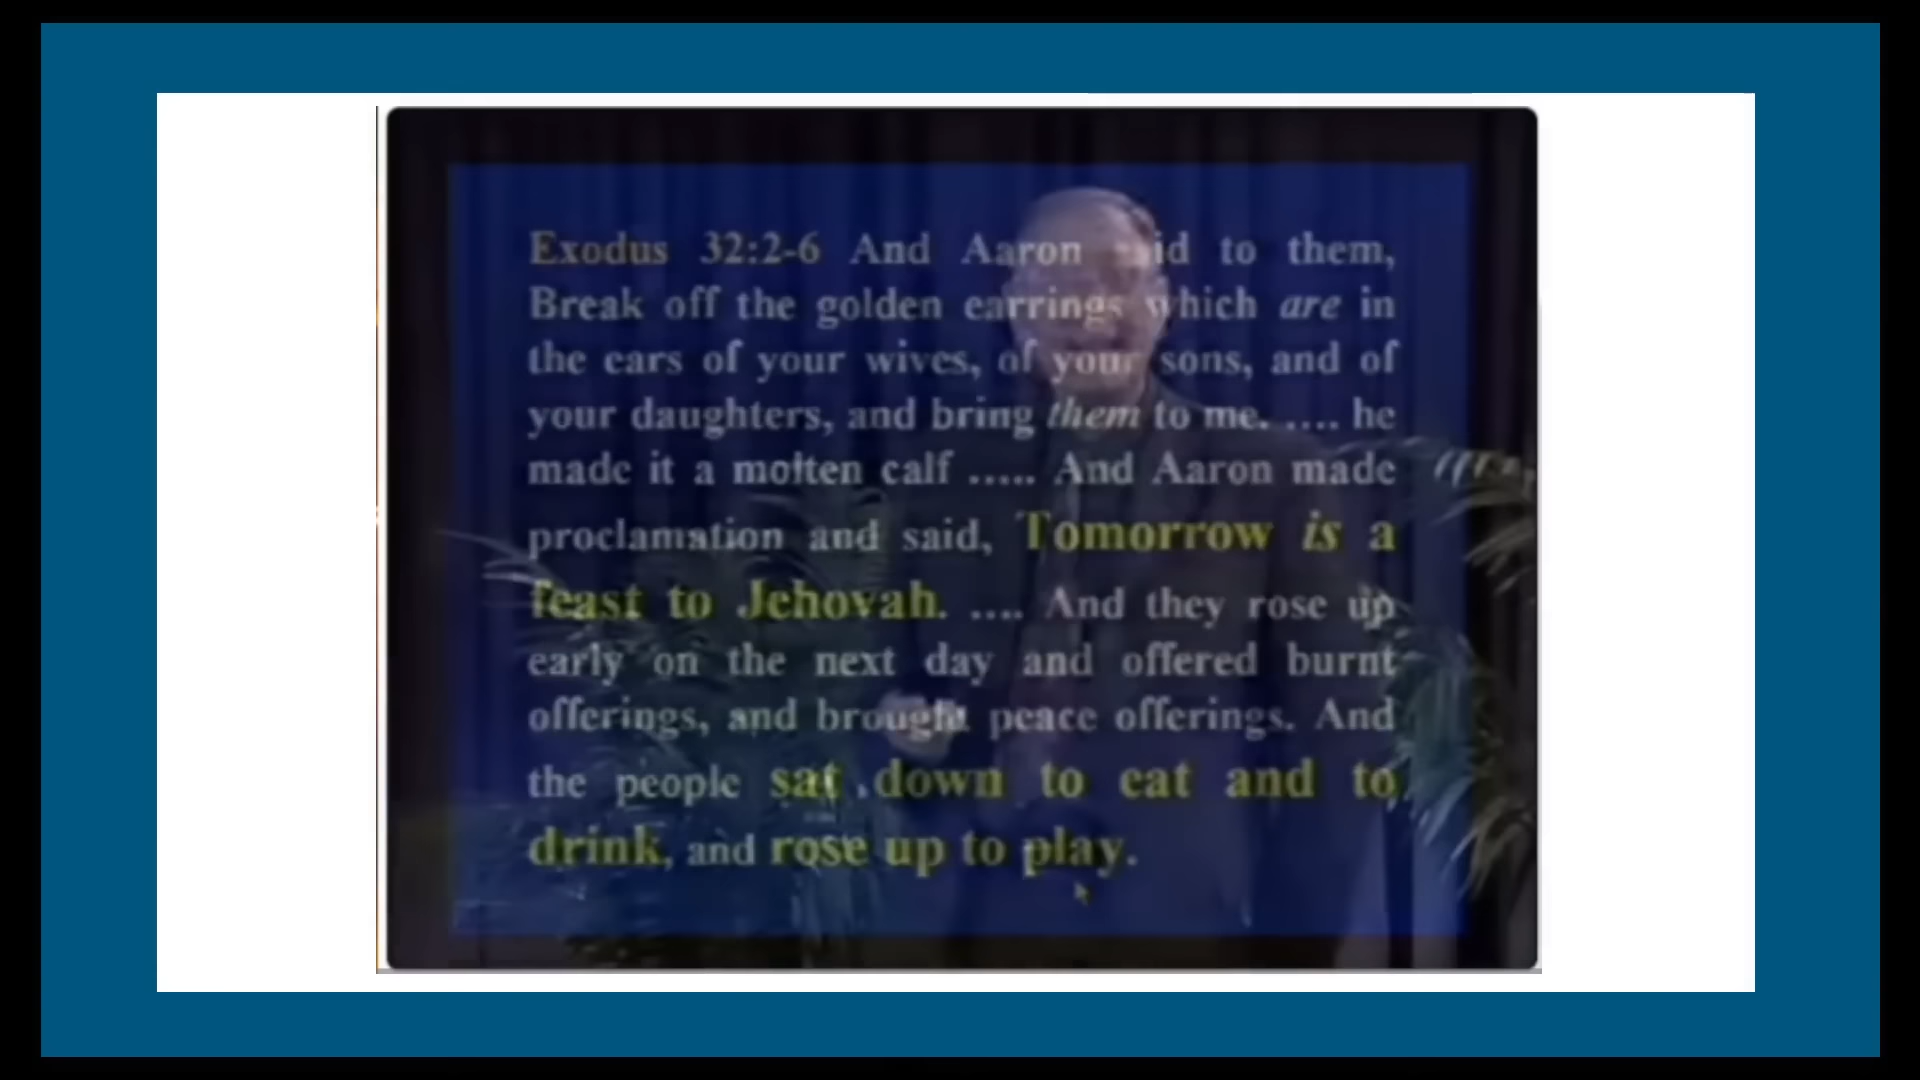 Exodus 32:2-6 And Aaron said to them,
Break off the golden earrings which are in
the ears of your wives, of your sons, and of
your daughters, and bring them to me. .... he
made it a molten calf ..... And Aaron made
proclamation and said, Tomorrow is a
feast to Jehovah. .... And they rose up
early on the next day and offered burnt
offerings, and brought peace offerings. And
the people sat down to eat and to
drink, and rose up to play.